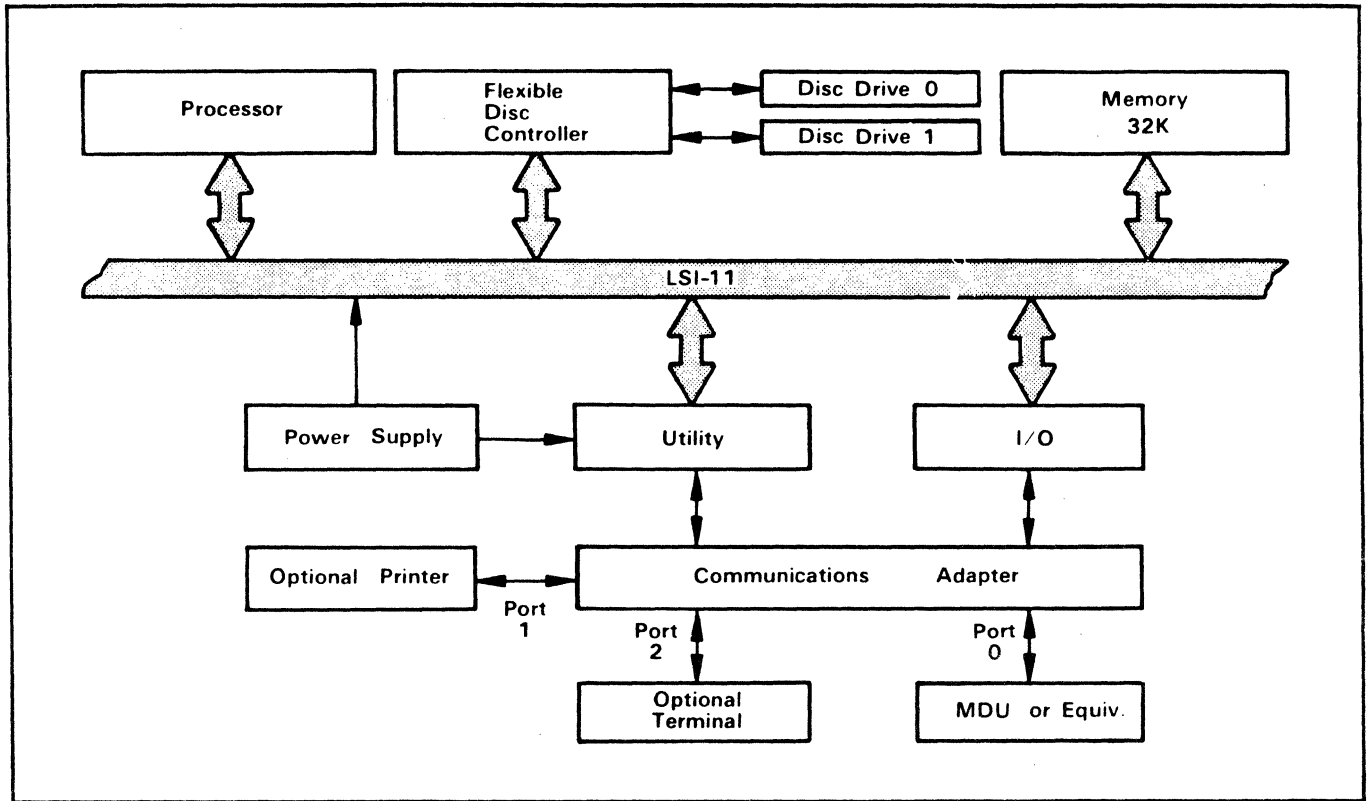 Processor
Flexible
Disc
Controller
Disc Drive 0
Disc Drive 1
Memory
32K
LSI-11
Power Supply
Utility
I/O
Optional Printer
Communications Adapter
Port
1
Port
2
Port
0
Optional
Terminal
MDU or Equiv.